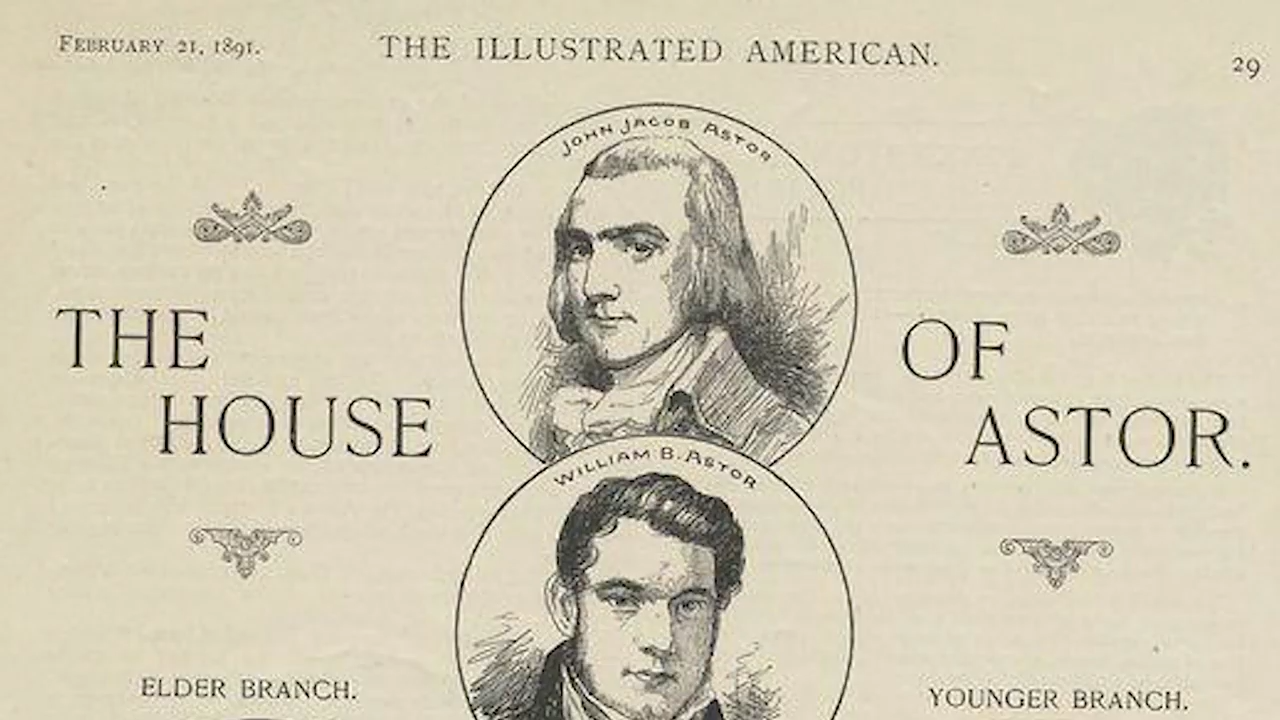 FEBRUARY 21, 1891.
THE ILLUSTRATED AMERICAN.
29
JOHN JACOB ASTOR
THE
HOUSE
OF
ASTOR.
WILLIAM B. ASTOR
ELDER BRANCH.
YOUNGER BRANCH.